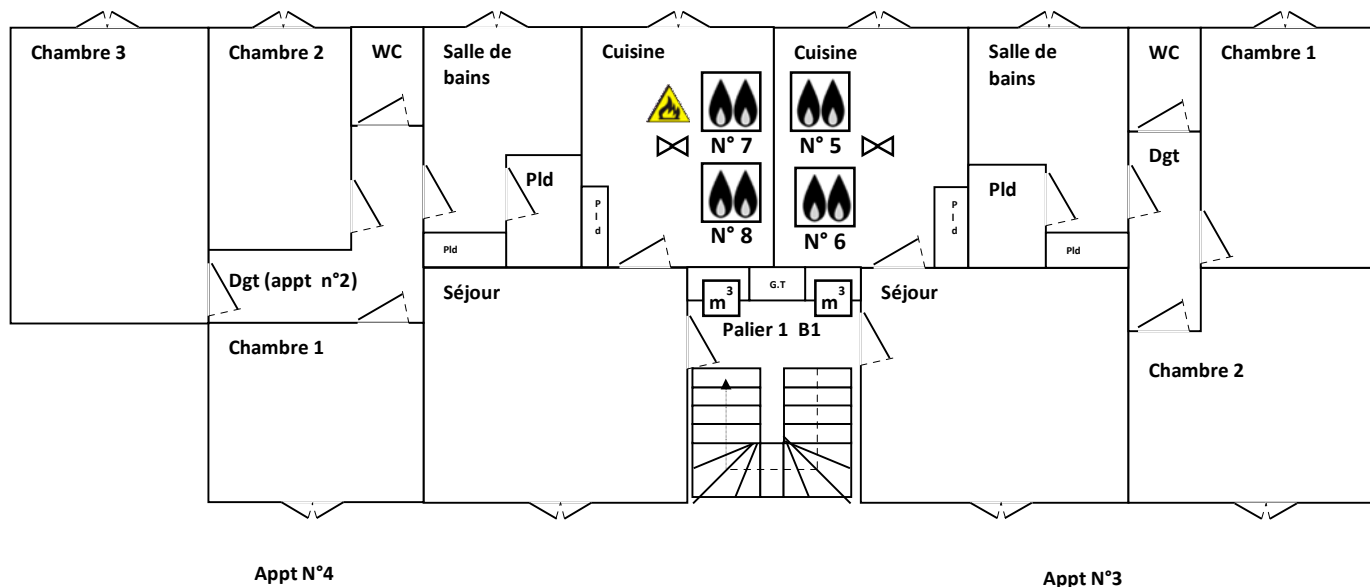 Chambre 3
Chambre 2
WC
Salle de
bains
Cuisine
Cuisine
Salle de
bains
WC
Chambre 1
N° 7
N° 5
Dgt
Pld
Pld
Pld
Pld
N° 8
N° 6
Pld
Pld
Dgt (appt n°2)
Séjour
m³
G.T
m³
Séjour
Palier 1 B1
Chambre 1
Chambre 2
Appt N°4
Appt N°3